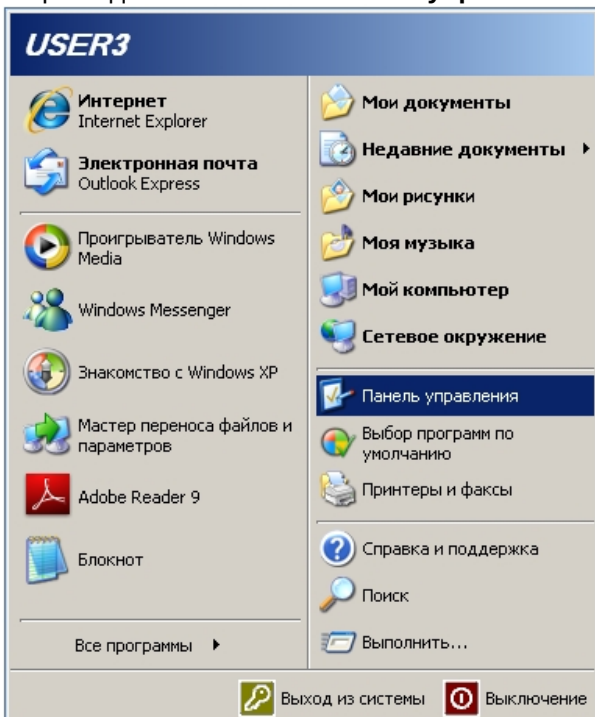 USER3
Интернет
Internet Explorer
Электронная почта
Outlook Express
Проигрыватель Windows
Media
Windows Messenger
Знакомство с Windows XP
Мастер переноса файлов и
параметров
Adobe Reader 9
Блокнот
Все программы
Мои документы
Недавние документы
Мои рисунки
Моя музыка
Мой компьютер
Сетевое окружение
Панель управления
Выбор программ по
умолчанию
Принтеры и факсы
Справка и поддержка
Поиск
Выполнить...
Выход из системы
Выключение